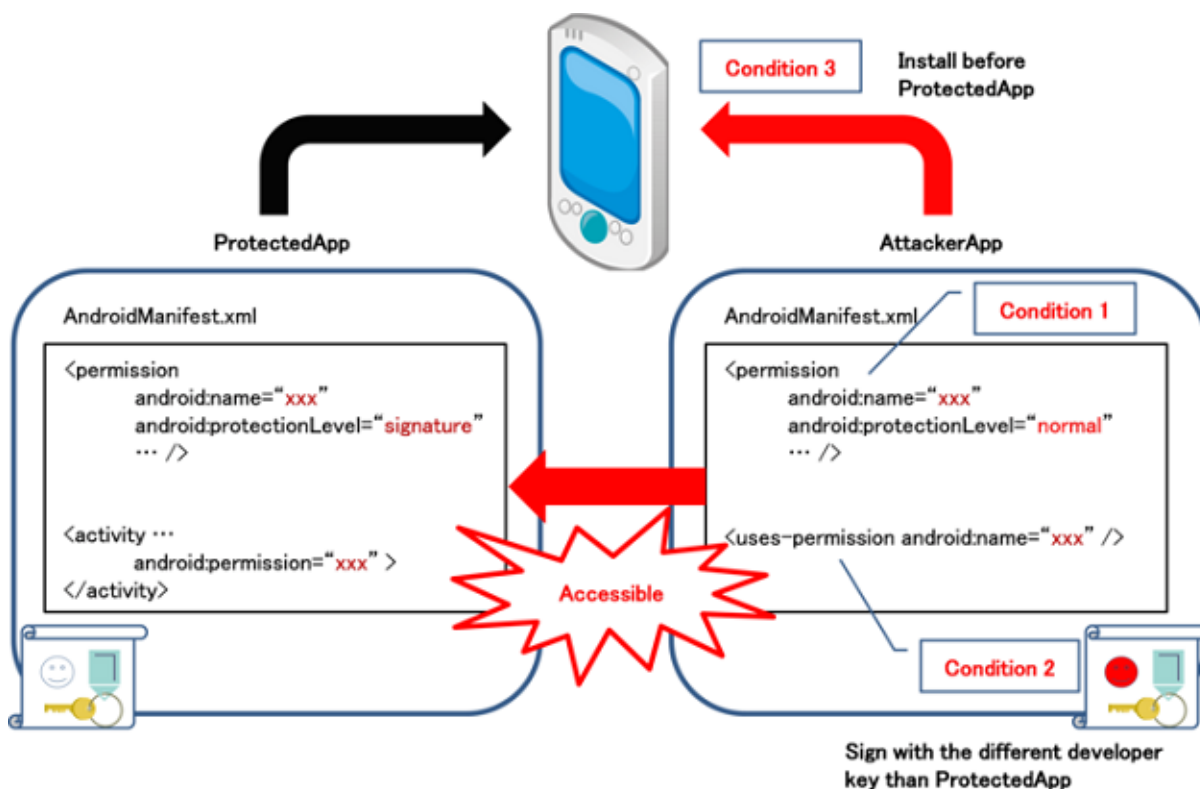 Condition 3
Install before
ProtectedApp
ProtectedApp
AttackerApp
AndroidManifest.xml
<permission
android:name=“xxx”
android:protectionLevel=“signature”
… />
<activity …
android:permission=“xxx” >
</activity>
Accessible
AndroidManifest.xml
Condition 1
<permission
android:name=“xxx”
android:protectionLevel=“normal”
… />
<uses-permission android:name=“xxx” />
Condition 2
Sign with the different developer
key than ProtectedApp